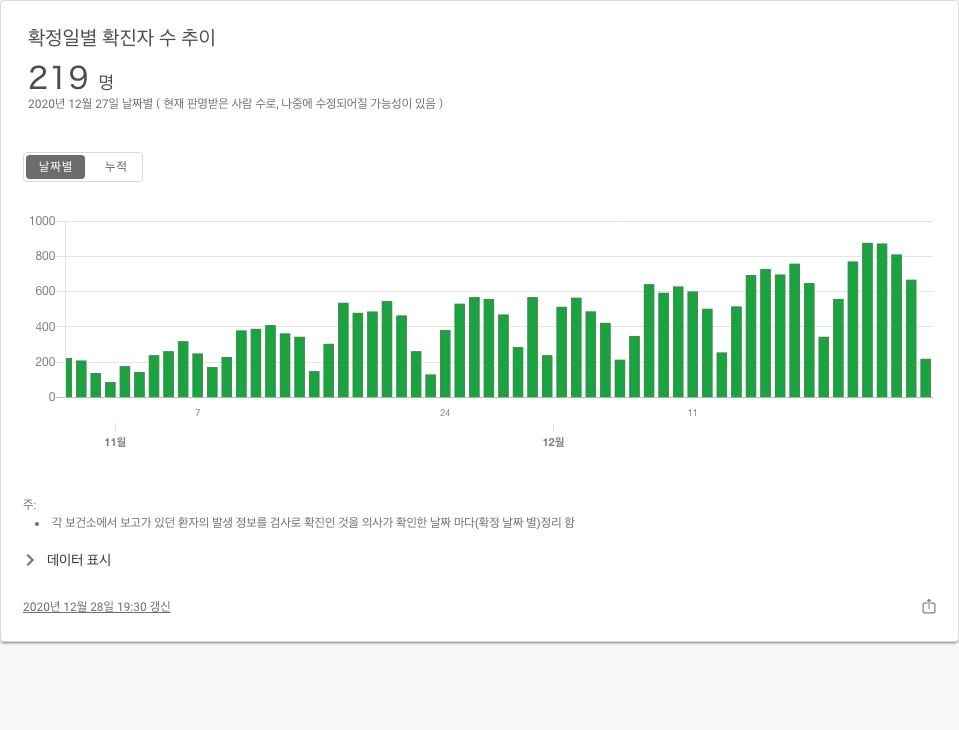 확정일별 확진자 수 추이
219 명
2020년 12월 27일 날짜별 ( 현재 판명받은 사람 수로, 나중에 수정되어질 가능성이 있음 )
날짜별 누적
1000
800
600
400
200
0
7 24 11
11월 12월
주:
• 각 보건소에서 보고가 있던 환자의 발생 정보를 검사로 확진인 것을 의사가 확인한 날짜 마다(확정 날짜 별)정리 함
데이터 표시
2020년 12월 28일 19:30 갱신